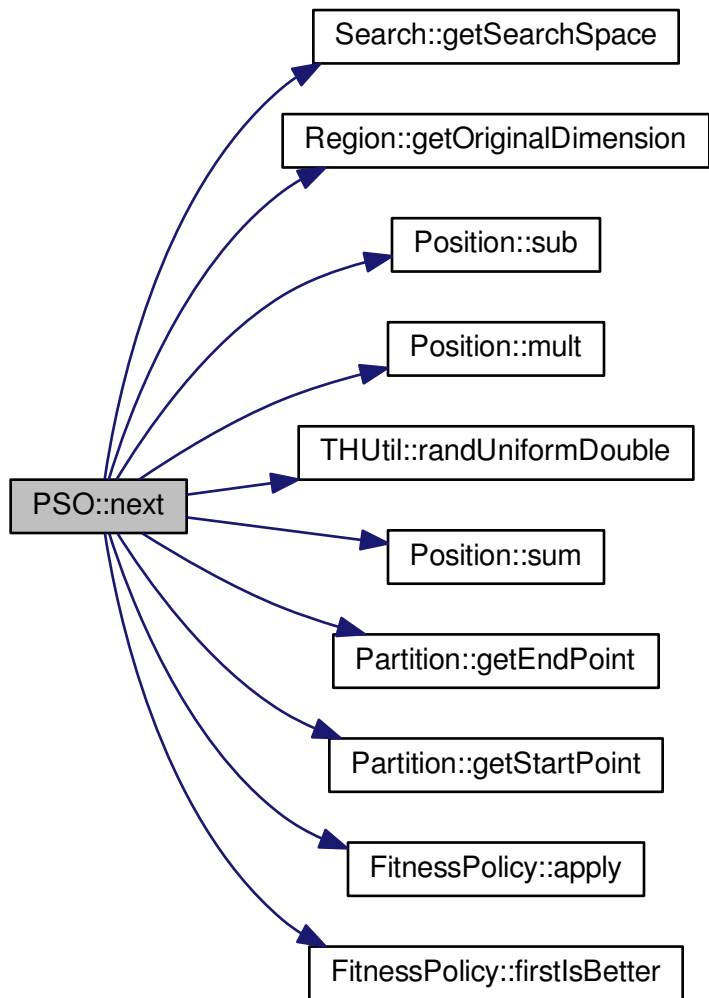 Search::getSearchSpace
Region::getOriginalDimension
Position::sub
Position::mult
THUtil::randUniformDouble
PSO::next
Position::sum
Partition::getEndPoint
Partition::getStartPoint
FitnessPolicy::apply
FitnessPolicy::firstIsBetter